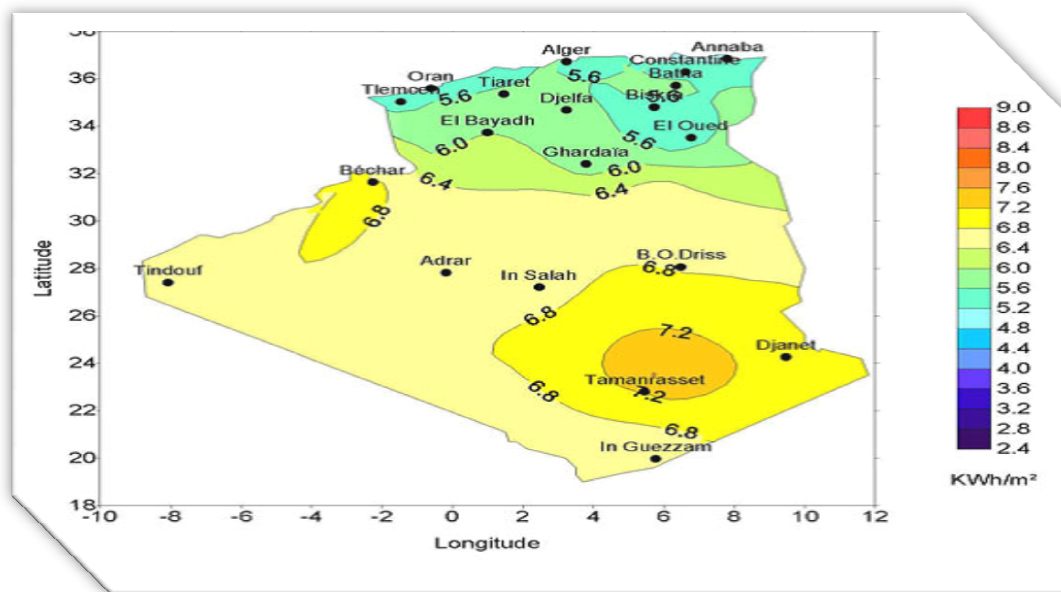 38
36
34
32
30
28
26
24
22
20
18
Latitude
-10 -8 -6 -4 -2 0 2 4 6 8 10 12
Longitude
Annaba
Alger
Constantine
Oran
Tiaret
5.6
Batna
Tlemcen
5.6
Djelfa
Biskra
5.6
El Bayadh
El Oued
5.6
6.0
Ghardaïa
6.0
Béchar
6.4
6.4
6.8
Tindouf
Adrar
B.O.Driss
6.8
In Salah
6.8
7.2
Djanet
Tamanrasset
6.8
7.2
6.8
In Guezzam
9.0
8.6
8.4
8.0
7.6
7.2
6.8
6.4
6.0
5.6
5.2
4.8
4.4
4.0
3.6
3.2
2.8
2.4
KWh/m²